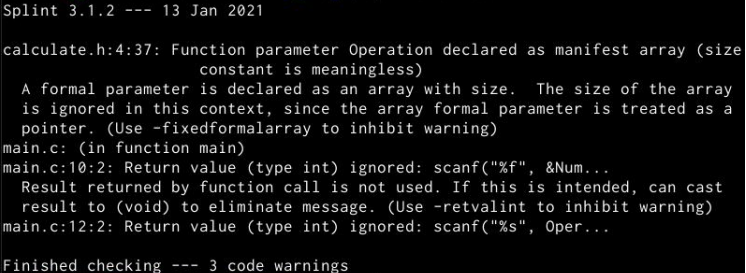 Splint 3.1.2 --- 13 Jan 2021
calculate.h:4:37: Function parameter Operation declared as manifest array (size
constant is meaningless)
A formal parameter is declared as an array with size.  The size of the array
is ignored in this context, since the array formal parameter is treated as a
pointer. (Use -fixedformalarray to inhibit warning)
main.c: (in function main)
main.c:10:2: Return value (type int) ignored: scanf("%f", &Num...
Result returned by function call is not used. If this is intended, can cast
result to (void) to eliminate message. (Use -retvalint to inhibit warning)
main.c:12:2: Return value (type int) ignored: scanf("%s", Oper...
Finished checking --- 3 code warnings